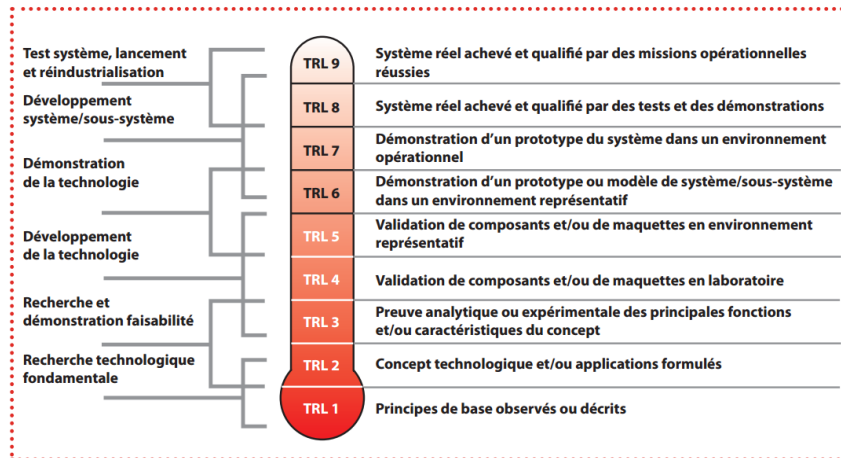 Test système, lancement
et réindustrialisation
Développement
système/sous-système
Démonstration
de la technologie
Développement
de la technologie
Recherche et
démonstration faisabilité
Recherche technologique
fondamentale
TRL 9
Système réel achevé et qualifié par des missions opérationnelles
réussies
TRL 8
Système réel achevé et qualifié par des tests et des démonstrations
TRL 7
Démonstration d'un prototype du système dans un environnement
opérationnel
TRL 6
Démonstration d'un prototype ou modèle de système/sous-système
dans un environnement représentatif
TRL 5
Validation de composants et/ou de maquettes en environnement
représentatif
TRL 4
Validation de composants et/ou de maquettes en laboratoire
TRL 3
Preuve analytique ou expérimentale des principales fonctions
et/ou caractéristiques du concept
TRL 2
Concept technologique et/ou applications formulés
TRL 1
Principes de base observés ou décrits